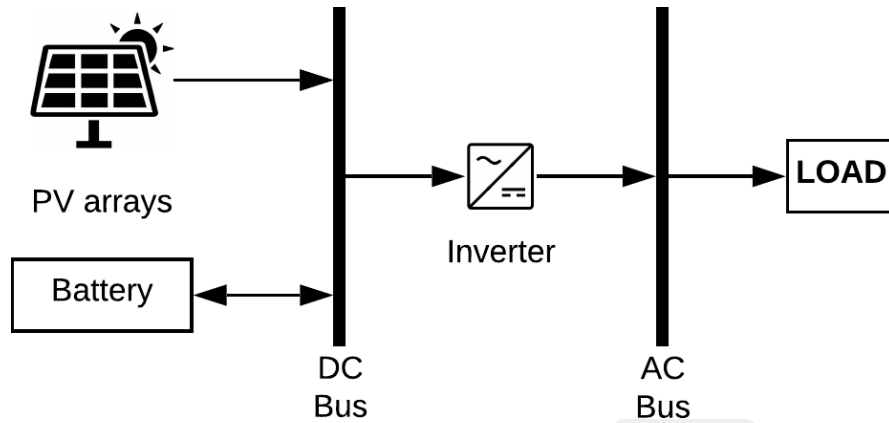 PV arrays
Battery
DC
Bus
Inverter
AC
Bus
LOAD